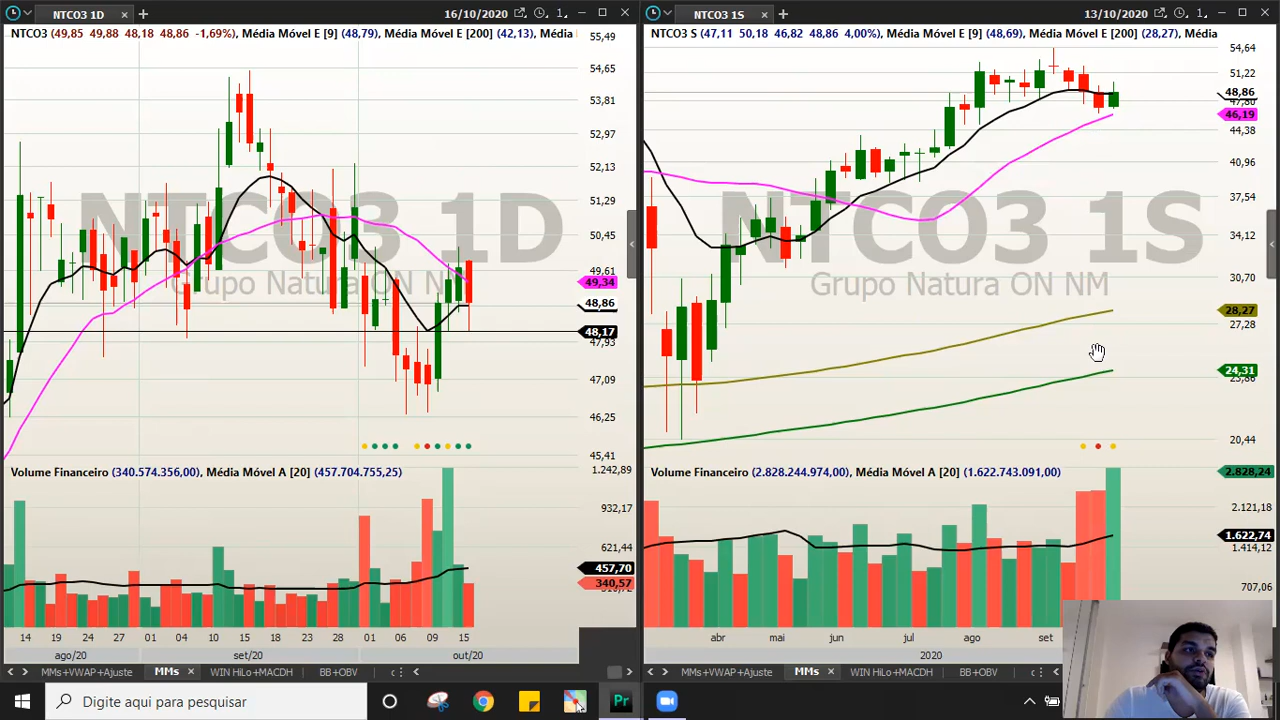 NTCO3 1D
16/10/2020
1
NTCO3 (49,85 49,88 48,18 48,86 -1,69%), Média Móvel E [9] (48,79), Média Móvel E [200] (42,13), Média
55,49
54,65
53,81
52,97
52,13
51,29
50,45
49,61
49,34
48,86
48,17
47,93
47,09
46,25
45,41
NTCO3 1D
Grupo Natura ON NM
Volume Financeiro (340.574.356,00), Média Móvel A [20] (457.704.755,25)
1.242,89
932,17
621,44
457,70
340,57
14 19 24 27 01 04 10 15 18 23 28 01 06 09 15
ago/20 set/20 out/20
MMs+VWAP+Ajuste MMs WIN HiLo+MACDH BB+OBV
NTCO3 1S
13/10/2020
1
NTCO3 S (47,11 50,18 46,82 48,86 4,00%), Média Móvel E [9] (48,69), Média Móvel E [200] (28,27), Média
54,64
51,22
48,86
47,80
46,19
44,38
40,96
37,54
34,12
30,70
28,27
27,28
24,31
23,86
20,44
NTCO3 1S
Grupo Natura ON NM
Volume Financeiro (2.828.244.974,00), Média Móvel A [20] (1.622.743.091,00)
2.828,24
2.121,18
1.622,74
1.414,12
707,06
abr mai jun jul ago set
2020
MMs+VWAP+Ajuste MMs WIN HiLo+MACDH BB+OBV
Digite aqui para pesquisar
Pr